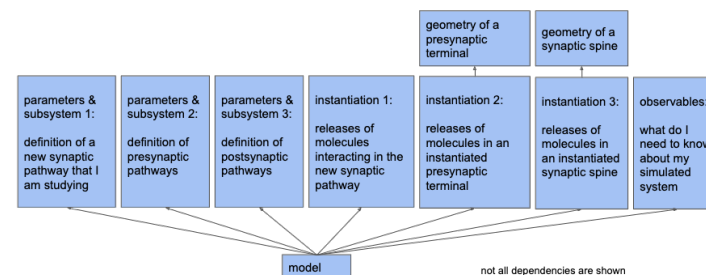 geometry of a
presynaptic
terminal
geometry of a
synaptic spine
parameters &
subsystem 1:
definition of a
new synaptic
pathway that I
am studying
parameters &
subsystem 2:
definition of
presynaptic
pathways
parameters &
subsystem 3:
definition of
postsynaptic
pathways
instantiation 1:
releases of
molecules
interacting in the
new synaptic
pathway
instantiation 2:
releases of
molecules in an
instantiated
presynaptic
terminal
instantiation 3:
releases of
molecules in
an instantiated
synaptic spine
observables:
what do I
need to know
about my
simulated
system
model
not all dependencies are shown